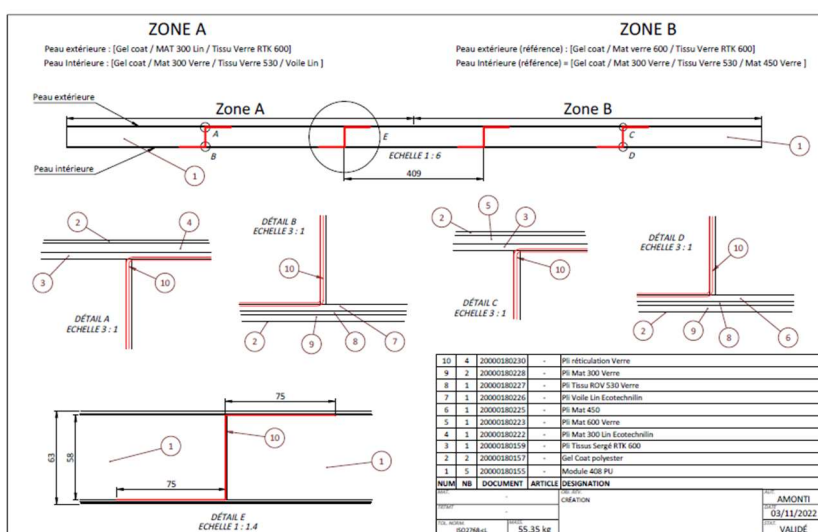 ZONE A
Peau extérieure : [Gel coat / MAT 300 Lin / Tissu Verre RTK 600]
Peau Intérieure : [Gel coat / Mat 300 Verre / Tissu Verre 530 / Voile Lin ]
ZONE B
Peau extérieure (référence) : [Gel coat / Mat verre 600 / Tissu Verre RTK 600]
Peau Intérieure (référence) = [Gel coat / Mat 300 Verre / Tissu Verre 530 / Mat 450 Verre ]
Peau extérieure
Zone A
Zone B
A
B
E
C
D
1
1
Peau intérieure
ECHELLE 1 : 6
409
2
4
3
10
DÉTAIL A
ECHELLE 3 : 1
DÉTAIL B
ECHELLE 3 : 1
10
2
9
8
7
2
5
3
10
DÉTAIL C
ECHELLE 3 : 1
DÉTAIL D
ECHELLE 3 : 1
10
2
9
8
6
75
63
58
1
10
1
75
DÉTAIL E
ECHELLE 1 : 1.4
10 4 20000180230 - Pli réticulation Verre
9 2 20000180228 - Pli Mat 300 Verre
8 1 20000180227 - Pli Tissu ROV 530 Verre
7 1 20000180226 - Pli Voile Lin Ecotechnilin
6 1 20000180225 - Pli Mat 450
5 1 20000180223 - Pli Mat 600 Verre
4 1 20000180222 - Pli Mat 300 Lin Ecotechnilin
3 1 20000180159 - Pli Tissus Sergé RTK 600
2 2 20000180157 - Gel Coat polyester
1 5 20000180155 - Module 408 PU
NUM NB DOCUMENT ARTICLE DESIGNATION
CRÉATION
AMONTI
03/11/2022
55.35 kg
VALIDÉ